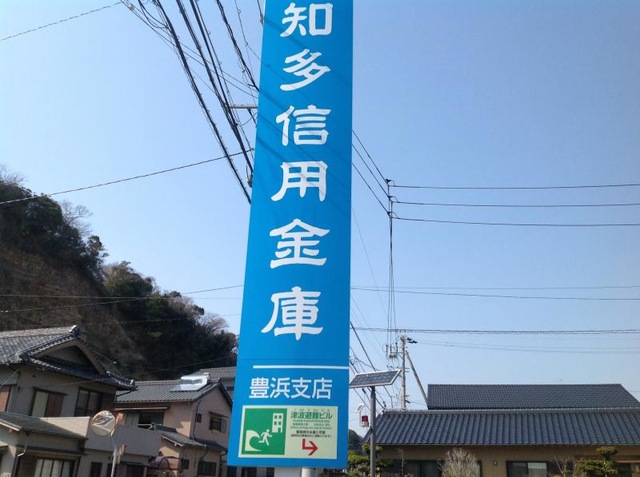 知多信用金庫
豊浜支店
津波避難ビル